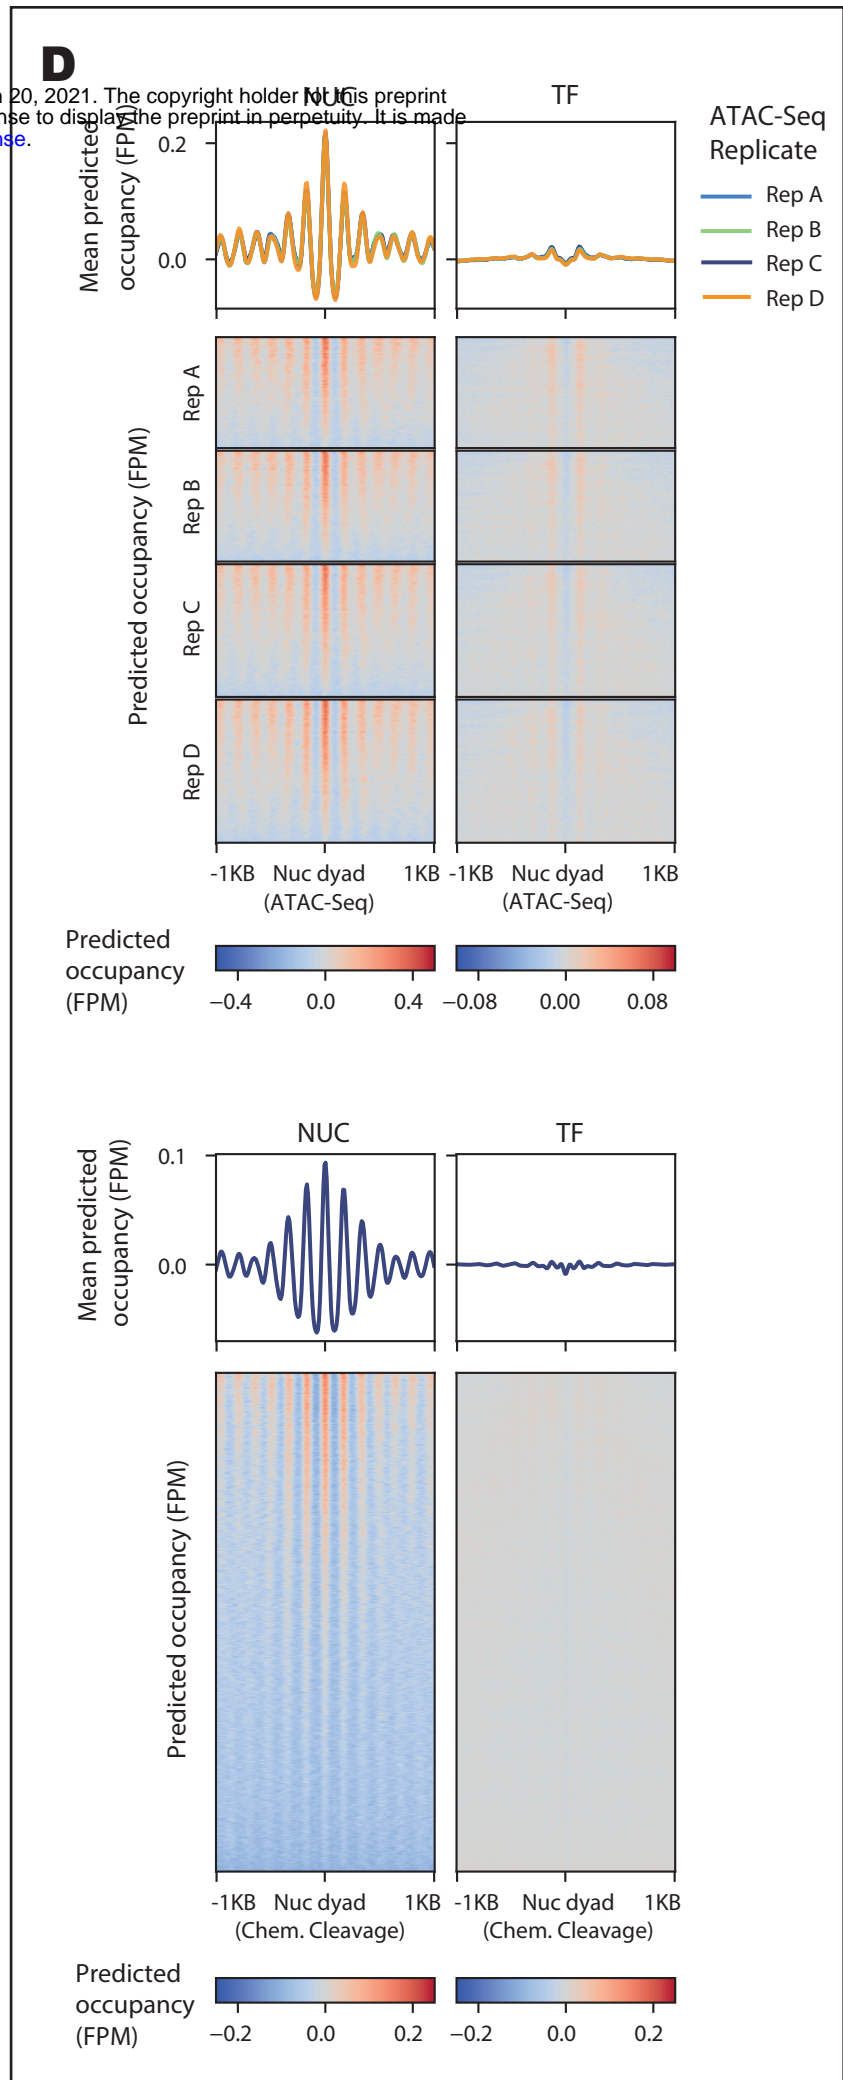 D
20, 2021. The copyright holder for this preprint
nse to display the preprint in perpetuity. It is made
nse.
NUC
TF
ATAC-Seq
Replicate
Rep A
Rep B
Rep C
Rep D
Mean predicted
occupancy (FPM)
0.2
0.0
Predicted occupancy (FPM)
Rep A
Rep B
Rep C
Rep D
-1KB Nuc dyad 1KB
(ATAC-Seq)
-1KB Nuc dyad 1KB
(ATAC-Seq)
Predicted
occupancy
(FPM)
−0.4 0.0 0.4
−0.08 0.00 0.08
NUC
TF
Mean predicted
occupancy (FPM)
0.1
0.0
Predicted occupancy (FPM)
-1KB Nuc dyad 1KB
(Chem. Cleavage)
-1KB Nuc dyad 1KB
(Chem. Cleavage)
Predicted
occupancy
(FPM)
−0.2 0.0 0.2
−0.2 0.0 0.2